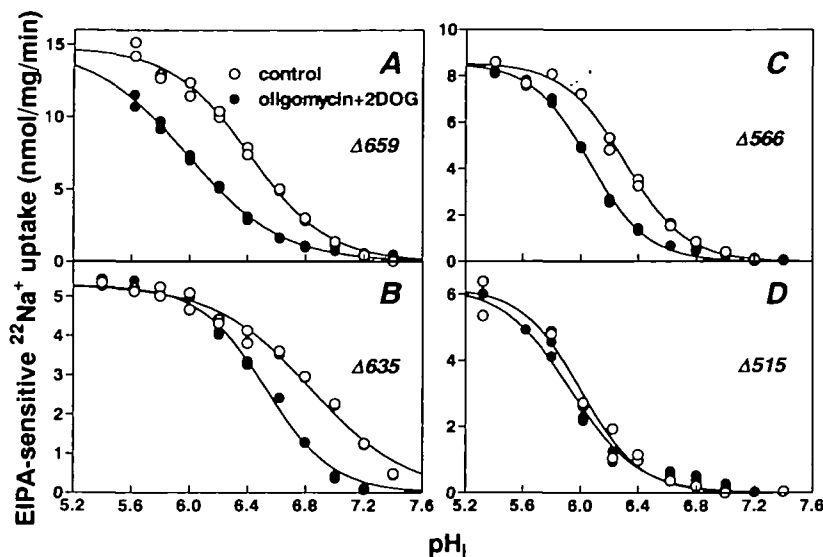 EIPA-sensitive ²²Na⁺ uptake (nmol/mg/min)
15
10
5
0
A
control
oligomycin+2DOG
Δ659
10
8
6
4
2
0
C
Δ566
5
4
3
2
1
0
B
Δ635
5.2 5.6 6.0 6.4 6.8 7.2 7.6
6
4
2
0
D
Δ515
5.2 5.6 6.0 6.4 6.8 7.2 7.6
pHI